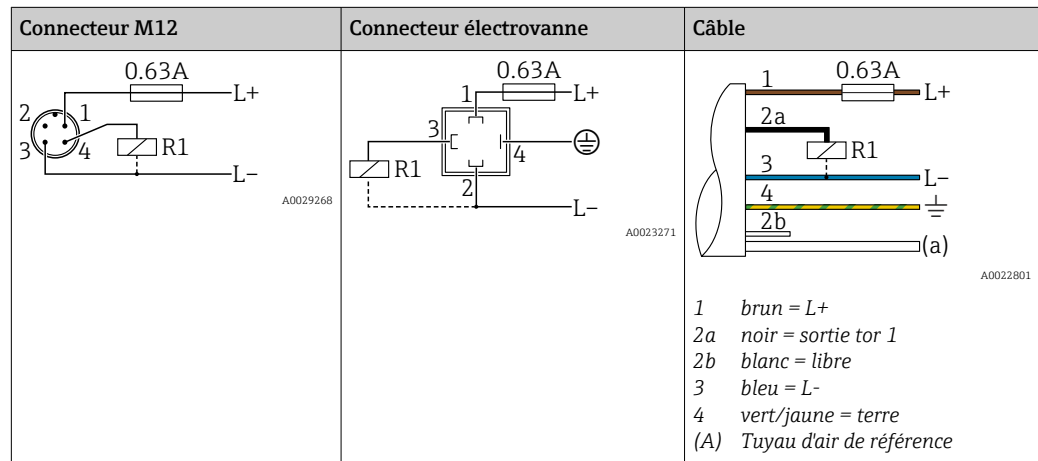 Connecteur M12
Connecteur électrovanne
Câble
0.63A
L+
2
1
3
4
R1
L–
A0029268
0.63A
1
L+
3
4
R1
2
L–
A0023271
1
0.63A
L+
2a
R1
3
L–
4
2b
(a)
A0022801
1 brun = L+
2a noir = sortie tor 1
2b blanc = libre
3 bleu = L-
4 vert/jaune = terre
(A) Tuyau d'air de référence